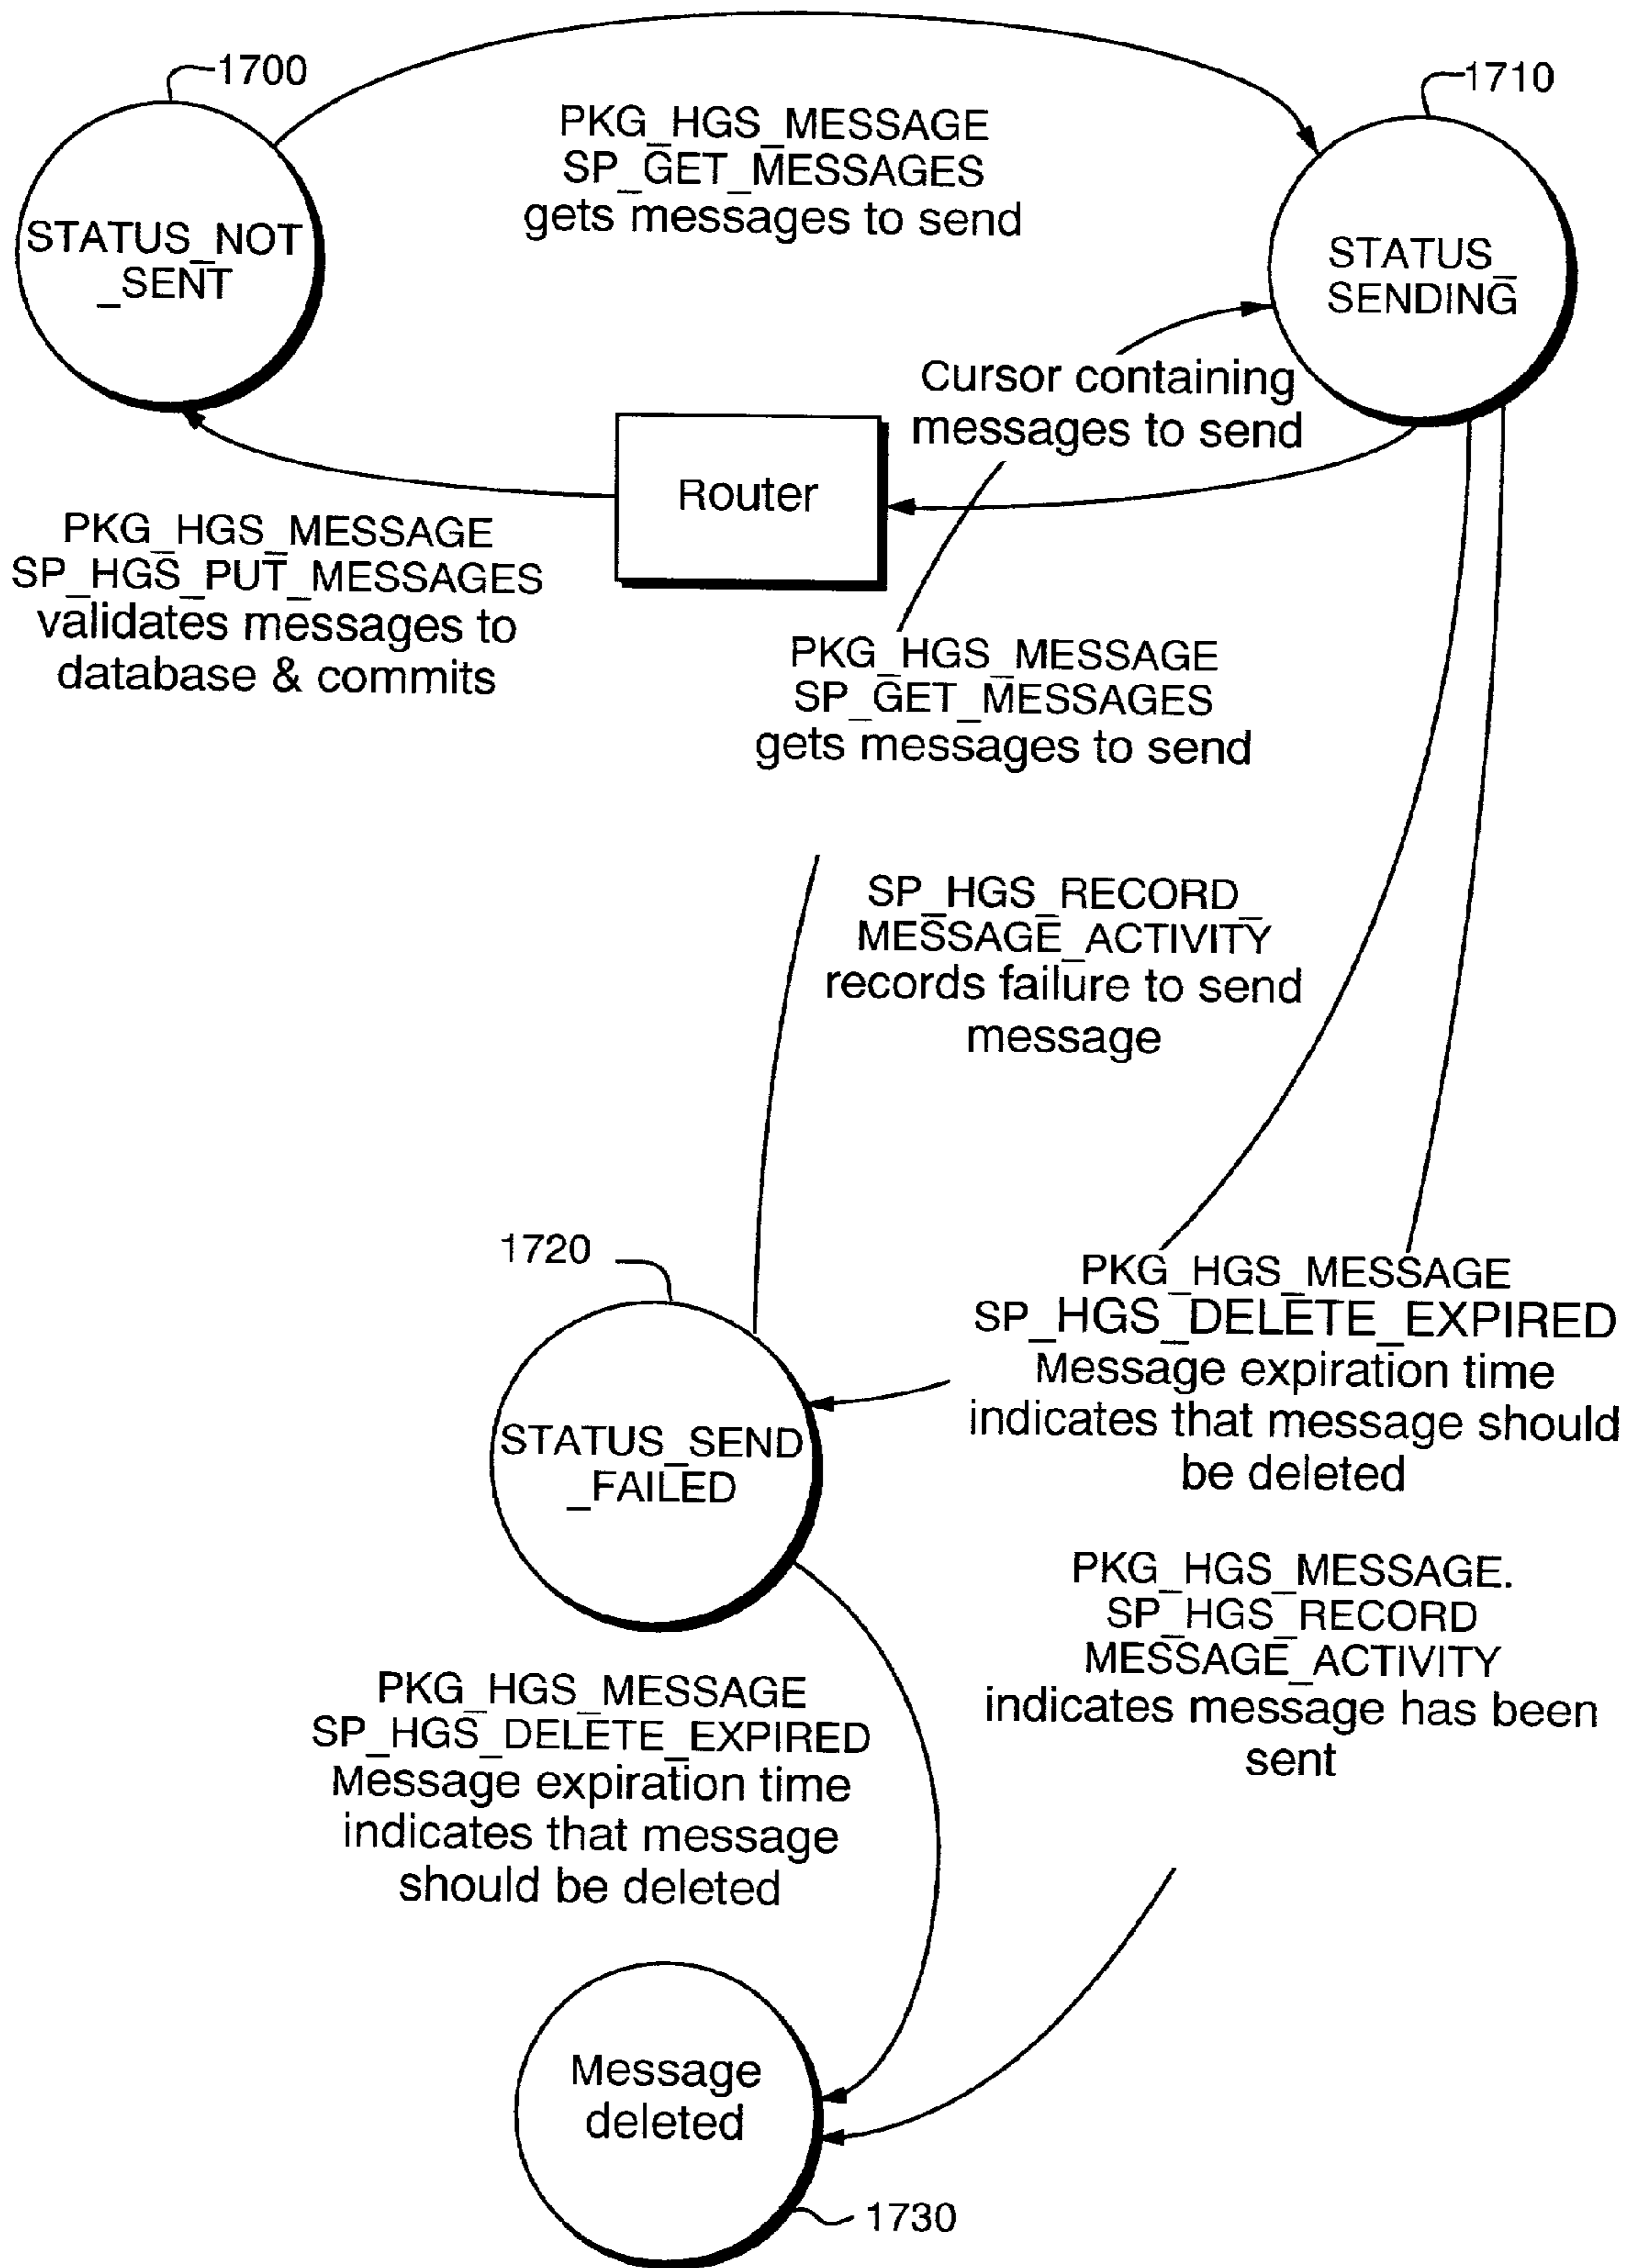 1700
1710
PKG_HGS_MESSAGE
SP_GET_MESSAGES
gets messages to send
STATUS_NOT
_SENT
STATUS_
SENDING
Cursor containing
messages to send
Router
PKG_HGS_MESSAGE
SP_HGS_PUT_MESSAGES
validates messages to
database & commits
PKG_HGS_MESSAGE
SP_GET_MESSAGES
gets messages to send
SP_HGS_RECORD_
MESSAGE_ACTIVITY
records failure to send
message
1720
PKG_HGS_MESSAGE
SP_HGS_DELETE_EXPIRED
Message expiration time
indicates that message should
be deleted
STATUS_SEND
_FAILED
PKG_HGS_MESSAGE.
SP_HGS_RECORD
MESSAGE_ACTIVITY
indicates message has been
sent
PKG_HGS_MESSAGE
SP_HGS_DELETE_EXPIRED
Message expiration time
indicates that message
should be deleted
Message
deleted
1730